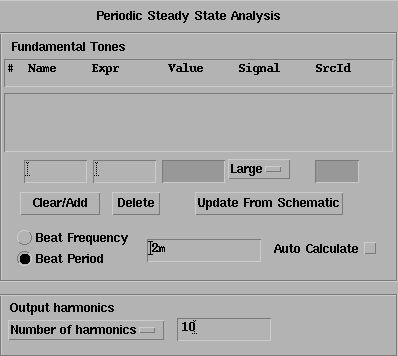 Periodic Steady State Analysis
Fundamental Tones
# Name Expr Value Signal SrcId
Large
Clear/Add Delete Update From Schematic
Beat Frequency
Beat Period 2m Auto Calculate
Output harmonics
Number of harmonics 10